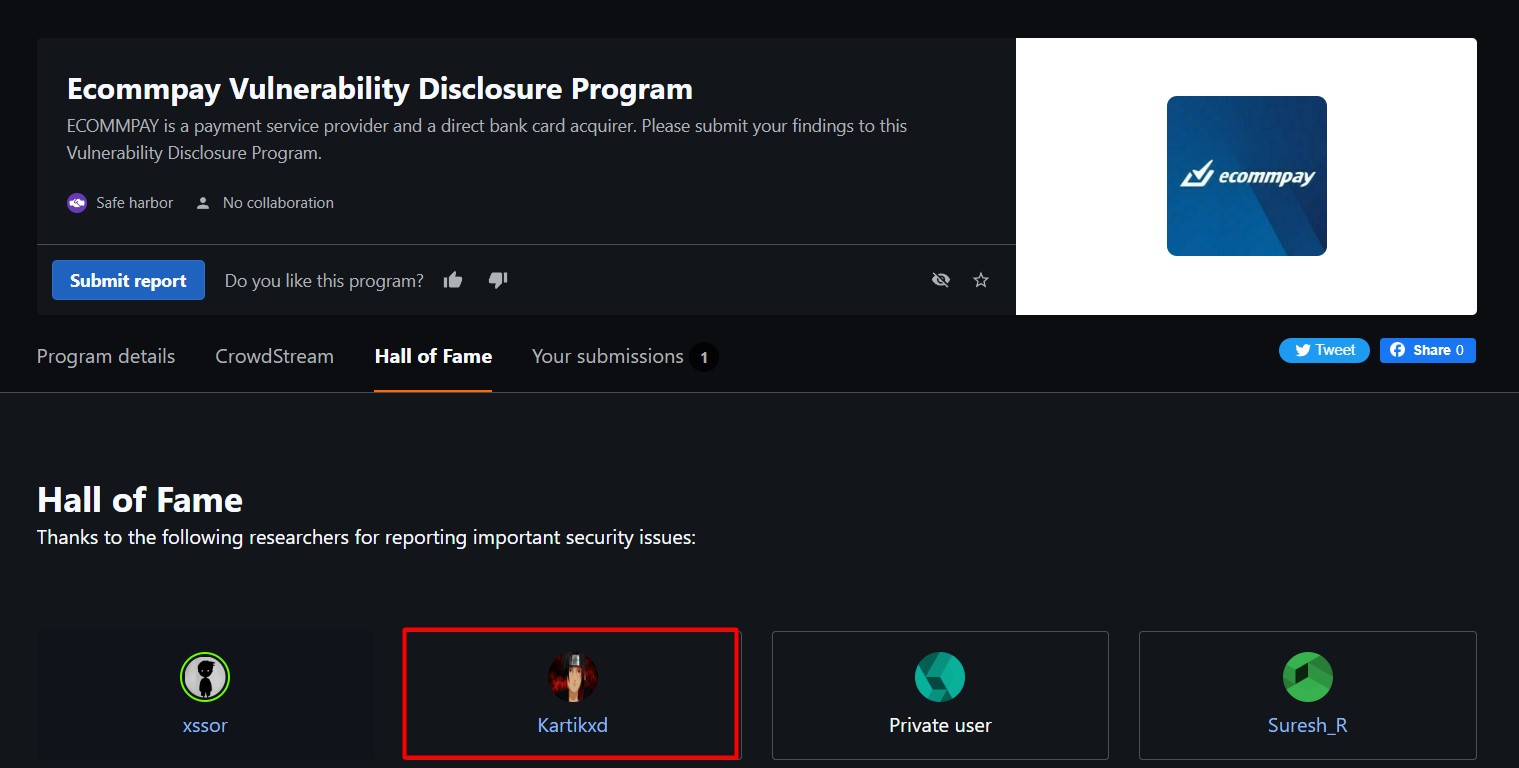 Ecommpay Vulnerability Disclosure Program
ECOMMPAY is a payment service provider and a direct bank card acquirer. Please submit your findings to this
Vulnerability Disclosure Program.
Safe harbor No collaboration
ecommpay
Submit report Do you like this program?
Program details CrowdStream Hall of Fame Your submissions 1 Tweet Share 0
Hall of Fame
Thanks to the following researchers for reporting important security issues:
xssor Kartikxd Private user Suresh_R